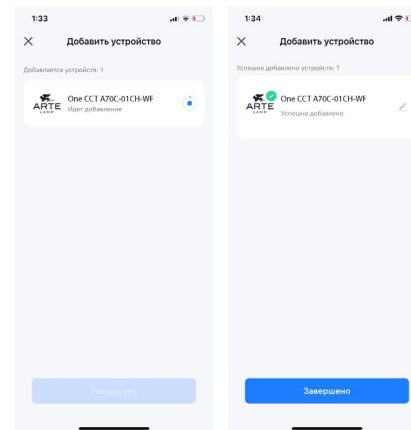 1:33
Добавить устройство
Добавляется устройств: 1
ARTE
LAMP
One CCT A70C-01CH-WF
Идет добавление
Завершено
1:34
Добавить устройство
Успешно добавлено устройств: 1
ARTE
LAMP
One CCT A70C-01CH-WF
Успешно добавлено
Завершено